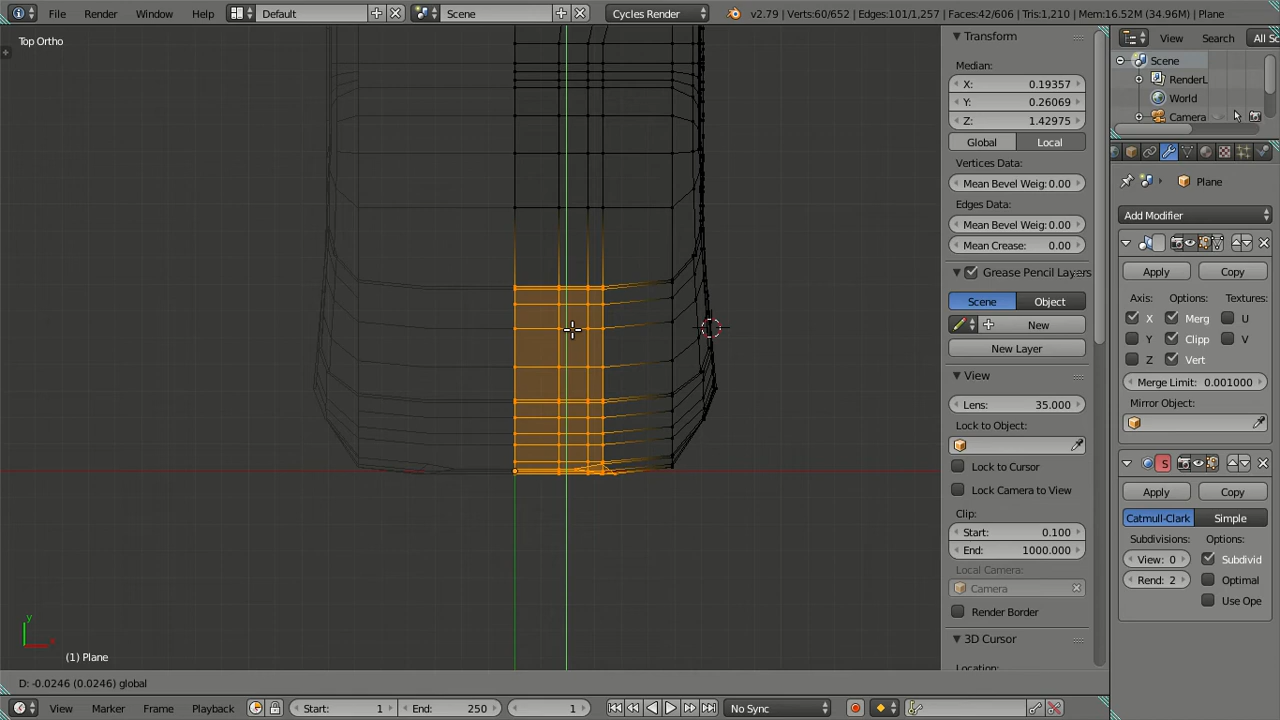 File Render Window Help Default Scene Cycles Render v2.79 | Verts:60/652 | Edges:101/1,257 | Faces:42/606 | Tris:1,210 | Mem:16.52M (34.96M) | Plane
Top Ortho
Transform
Median:
X: 0.19357
Y: 0.26069
Z: 1.42975
Global Local
Vertices Data:
Mean Bevel Weig: 0.00
Edges Data:
Mean Bevel Weig: 0.00
Mean Crease: 0.00
Grease Pencil Layers
Scene Object
New
New Layer
View
Lens: 35.000
Lock to Object:
Lock to Cursor
Lock Camera to View
Clip:
Start: 0.100
End: 1000.000
Local Camera:
Camera
Render Border
3D Cursor
Location:
View Search All Sc
Scene
RenderL
World
Camera
Plane
Add Modifier
Apply Copy
Axis: Options: Textures:
X Merg U
Y Clipp V
Z Vert
Merge Limit: 0.001000
Mirror Object:
S
Apply Copy
Catmull-Clark Simple
Subdivisions: Options:
View: 0 Subdivid
Rend: 2 Optimal
Use Ope
y
x
(1) Plane
D: -0.0246 (0.0246) global
View Marker Frame Playback Start: 1 End: 250 1 No Sync